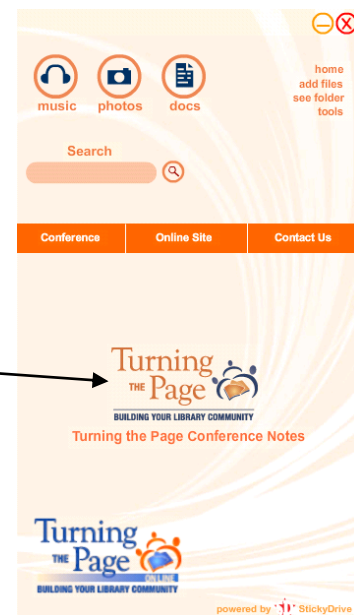 music photos docs
home
add files
see folder
tools
Search
Conference Online Site Contact Us
Turning
THE Page
BUILDING YOUR LIBRARY COMMUNITY
Turning the Page Conference Notes
Turning
THE Page
ONLINE
BUILDING YOUR LIBRARY COMMUNITY
powered by StickyDrive